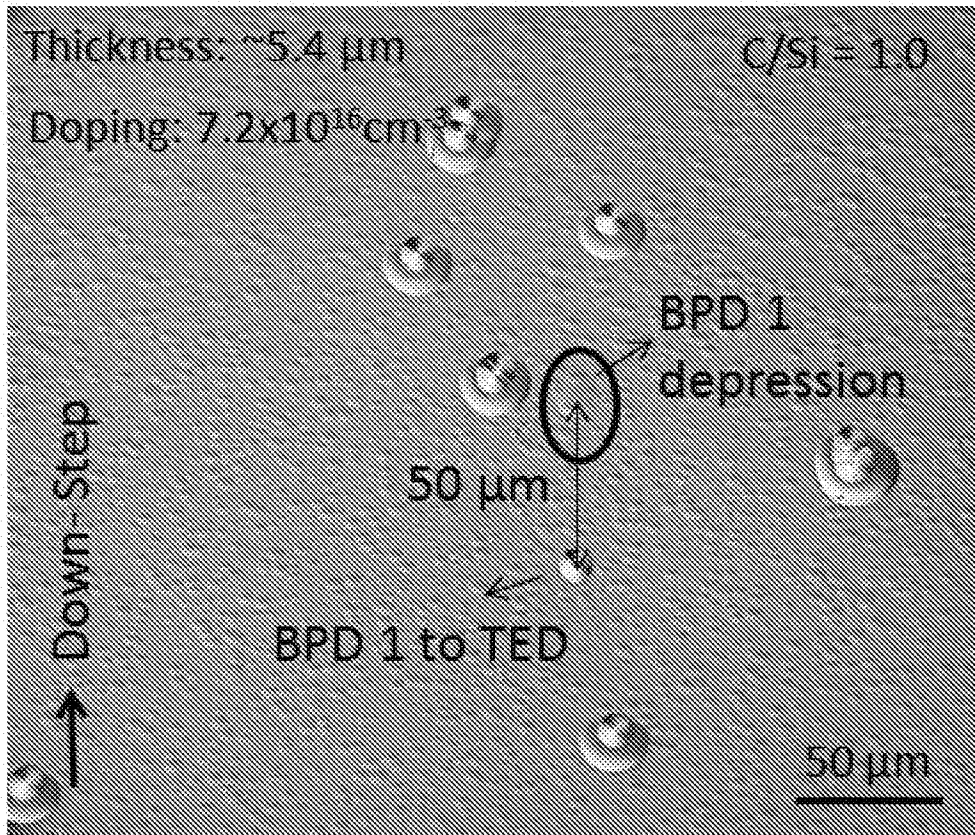 Thickness: ~5.4 µm
C/Si = 1.0
Doping: 7.2x10¹⁶cm⁻³
BPD 1
depression
50 µm
Down- Step
BPD 1 to TED
50 µm